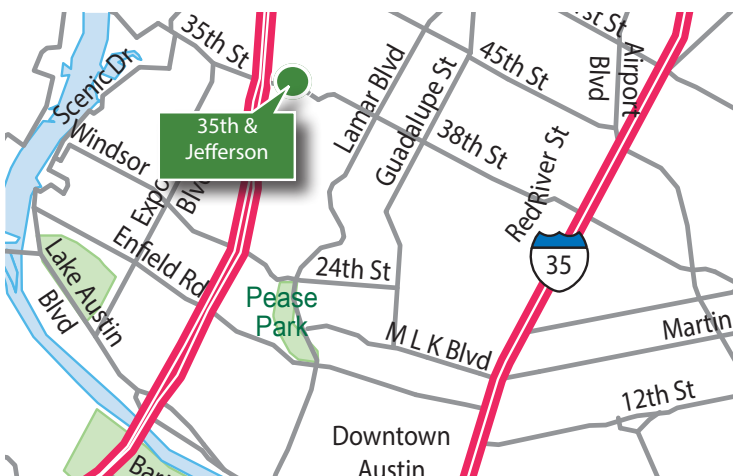 35th St
Scenic Dr
Lamar Blvd
Guadalupe St
45th St
Airport
Blvd
35th &
Jefferson
Windsor
38th St
Red River St
Blvd
Enfield Rd
24th St
35
Lake Austin
Blvd
Pease
Park
M L K Blvd
Martin
12th St
Downtown
Austin